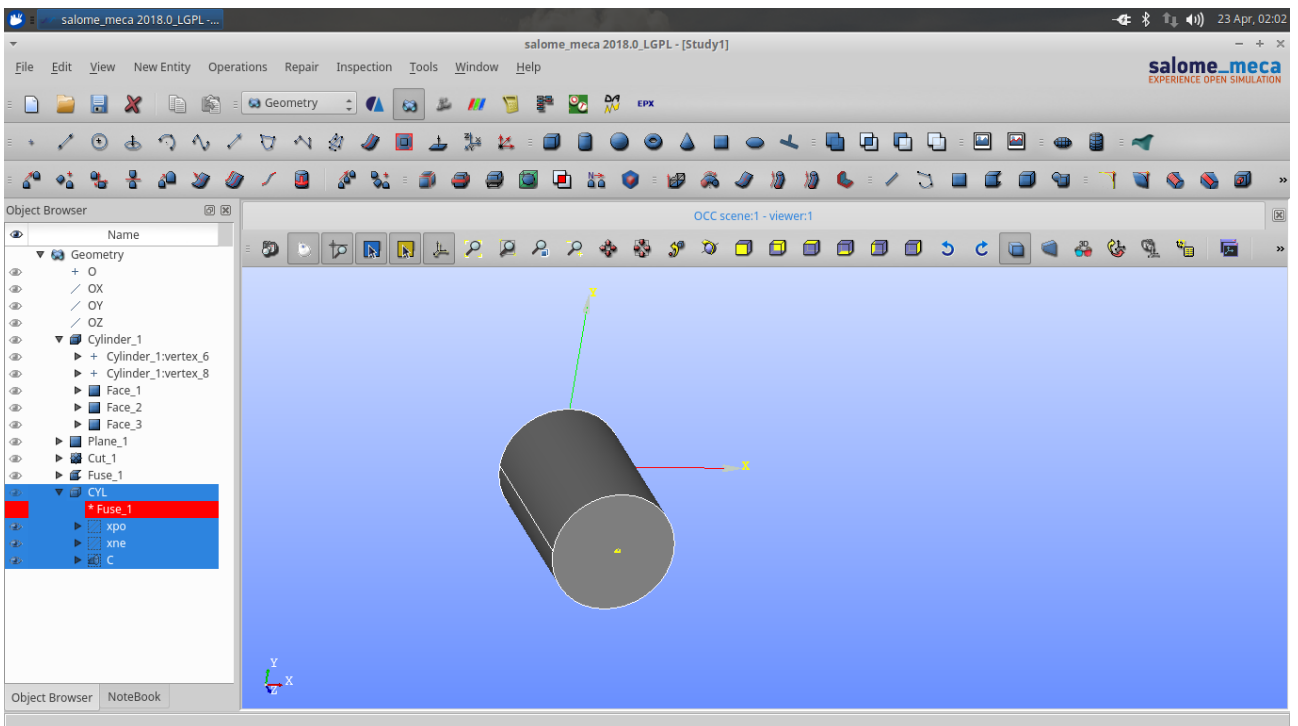 salome_meca 2018.0_LGPL -...
23 Apr, 02:02
salome_meca 2018.0_LGPL - [Study1]
File Edit View New Entity Operations Repair Inspection Tools Window Help
salome_meca
EXPERIENCE OPEN SIMULATION
Geometry
EPX
Object Browser
OCC scene:1 - viewer:1
Name
Geometry
O
OX
OY
OZ
Cylinder_1
Cylinder_1:vertex_6
Cylinder_1:vertex_8
Face_1
Face_2
Face_3
Plane_1
Cut_1
Fuse_1
CYL
* Fuse_1
xpo
xne
C
Y
X
Y
X
Z
Object Browser NoteBook